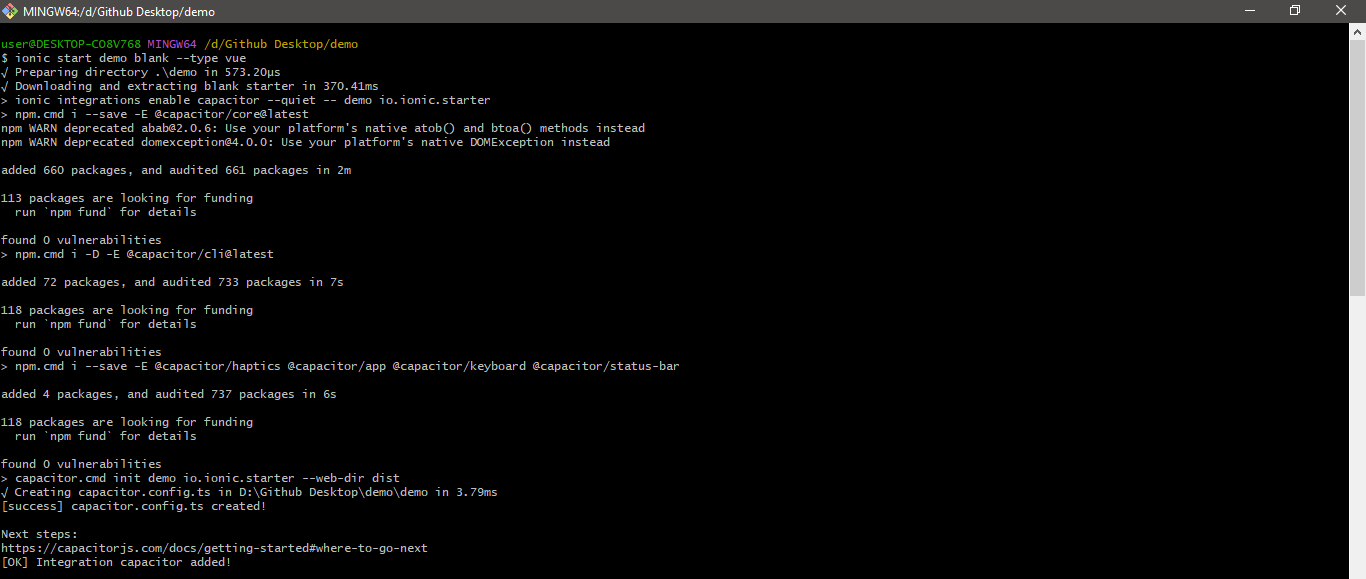 MINGW64:/d/Github Desktop/demo
user@DESKTOP-CO8V768 MINGW64 /d/Github Desktop/demo
$ ionic start demo blank --type vue
√ Preparing directory .\demo in 573.20μs
√ Downloading and extracting blank starter in 370.41ms
> ionic integrations enable capacitor --quiet -- demo io.ionic.starter
> npm.cmd i --save -E @capacitor/core@latest
npm WARN deprecated abab@2.0.6: Use your platform's native atob() and btoa() methods instead
npm WARN deprecated domexception@4.0.0: Use your platform's native DOMException instead
added 660 packages, and audited 661 packages in 2m
113 packages are looking for funding
  run `npm fund` for details
found 0 vulnerabilities
> npm.cmd i -D -E @capacitor/cli@latest
added 72 packages, and audited 733 packages in 7s
118 packages are looking for funding
  run `npm fund` for details
found 0 vulnerabilities
> npm.cmd i --save -E @capacitor/haptics @capacitor/app @capacitor/keyboard @capacitor/status-bar
added 4 packages, and audited 737 packages in 6s
118 packages are looking for funding
  run `npm fund` for details
found 0 vulnerabilities
> capacitor.cmd init demo io.ionic.starter --web-dir dist
√ Creating capacitor.config.ts in D:\Github Desktop\demo\demo in 3.79ms
[success] capacitor.config.ts created!
Next steps:
https://capacitorjs.com/docs/getting-started#where-to-go-next
[OK] Integration capacitor added!